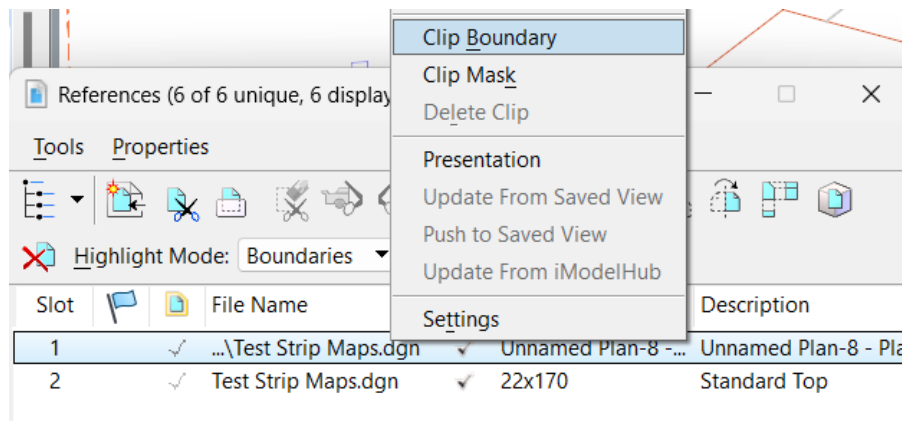 Clip Boundary
Clip Mask
Delete Clip
Presentation
Update From Saved View
Push to Saved View
Update From iModelHub
Settings
References (6 of 6 unique, 6 display
Tools Properties
Highlight Mode: Boundaries
Slot File Name Description
1 ...\Test Strip Maps.dgn Unnamed Plan-8 -... Unnamed Plan-8 - Pla
2 Test Strip Maps.dgn 22x170 Standard Top